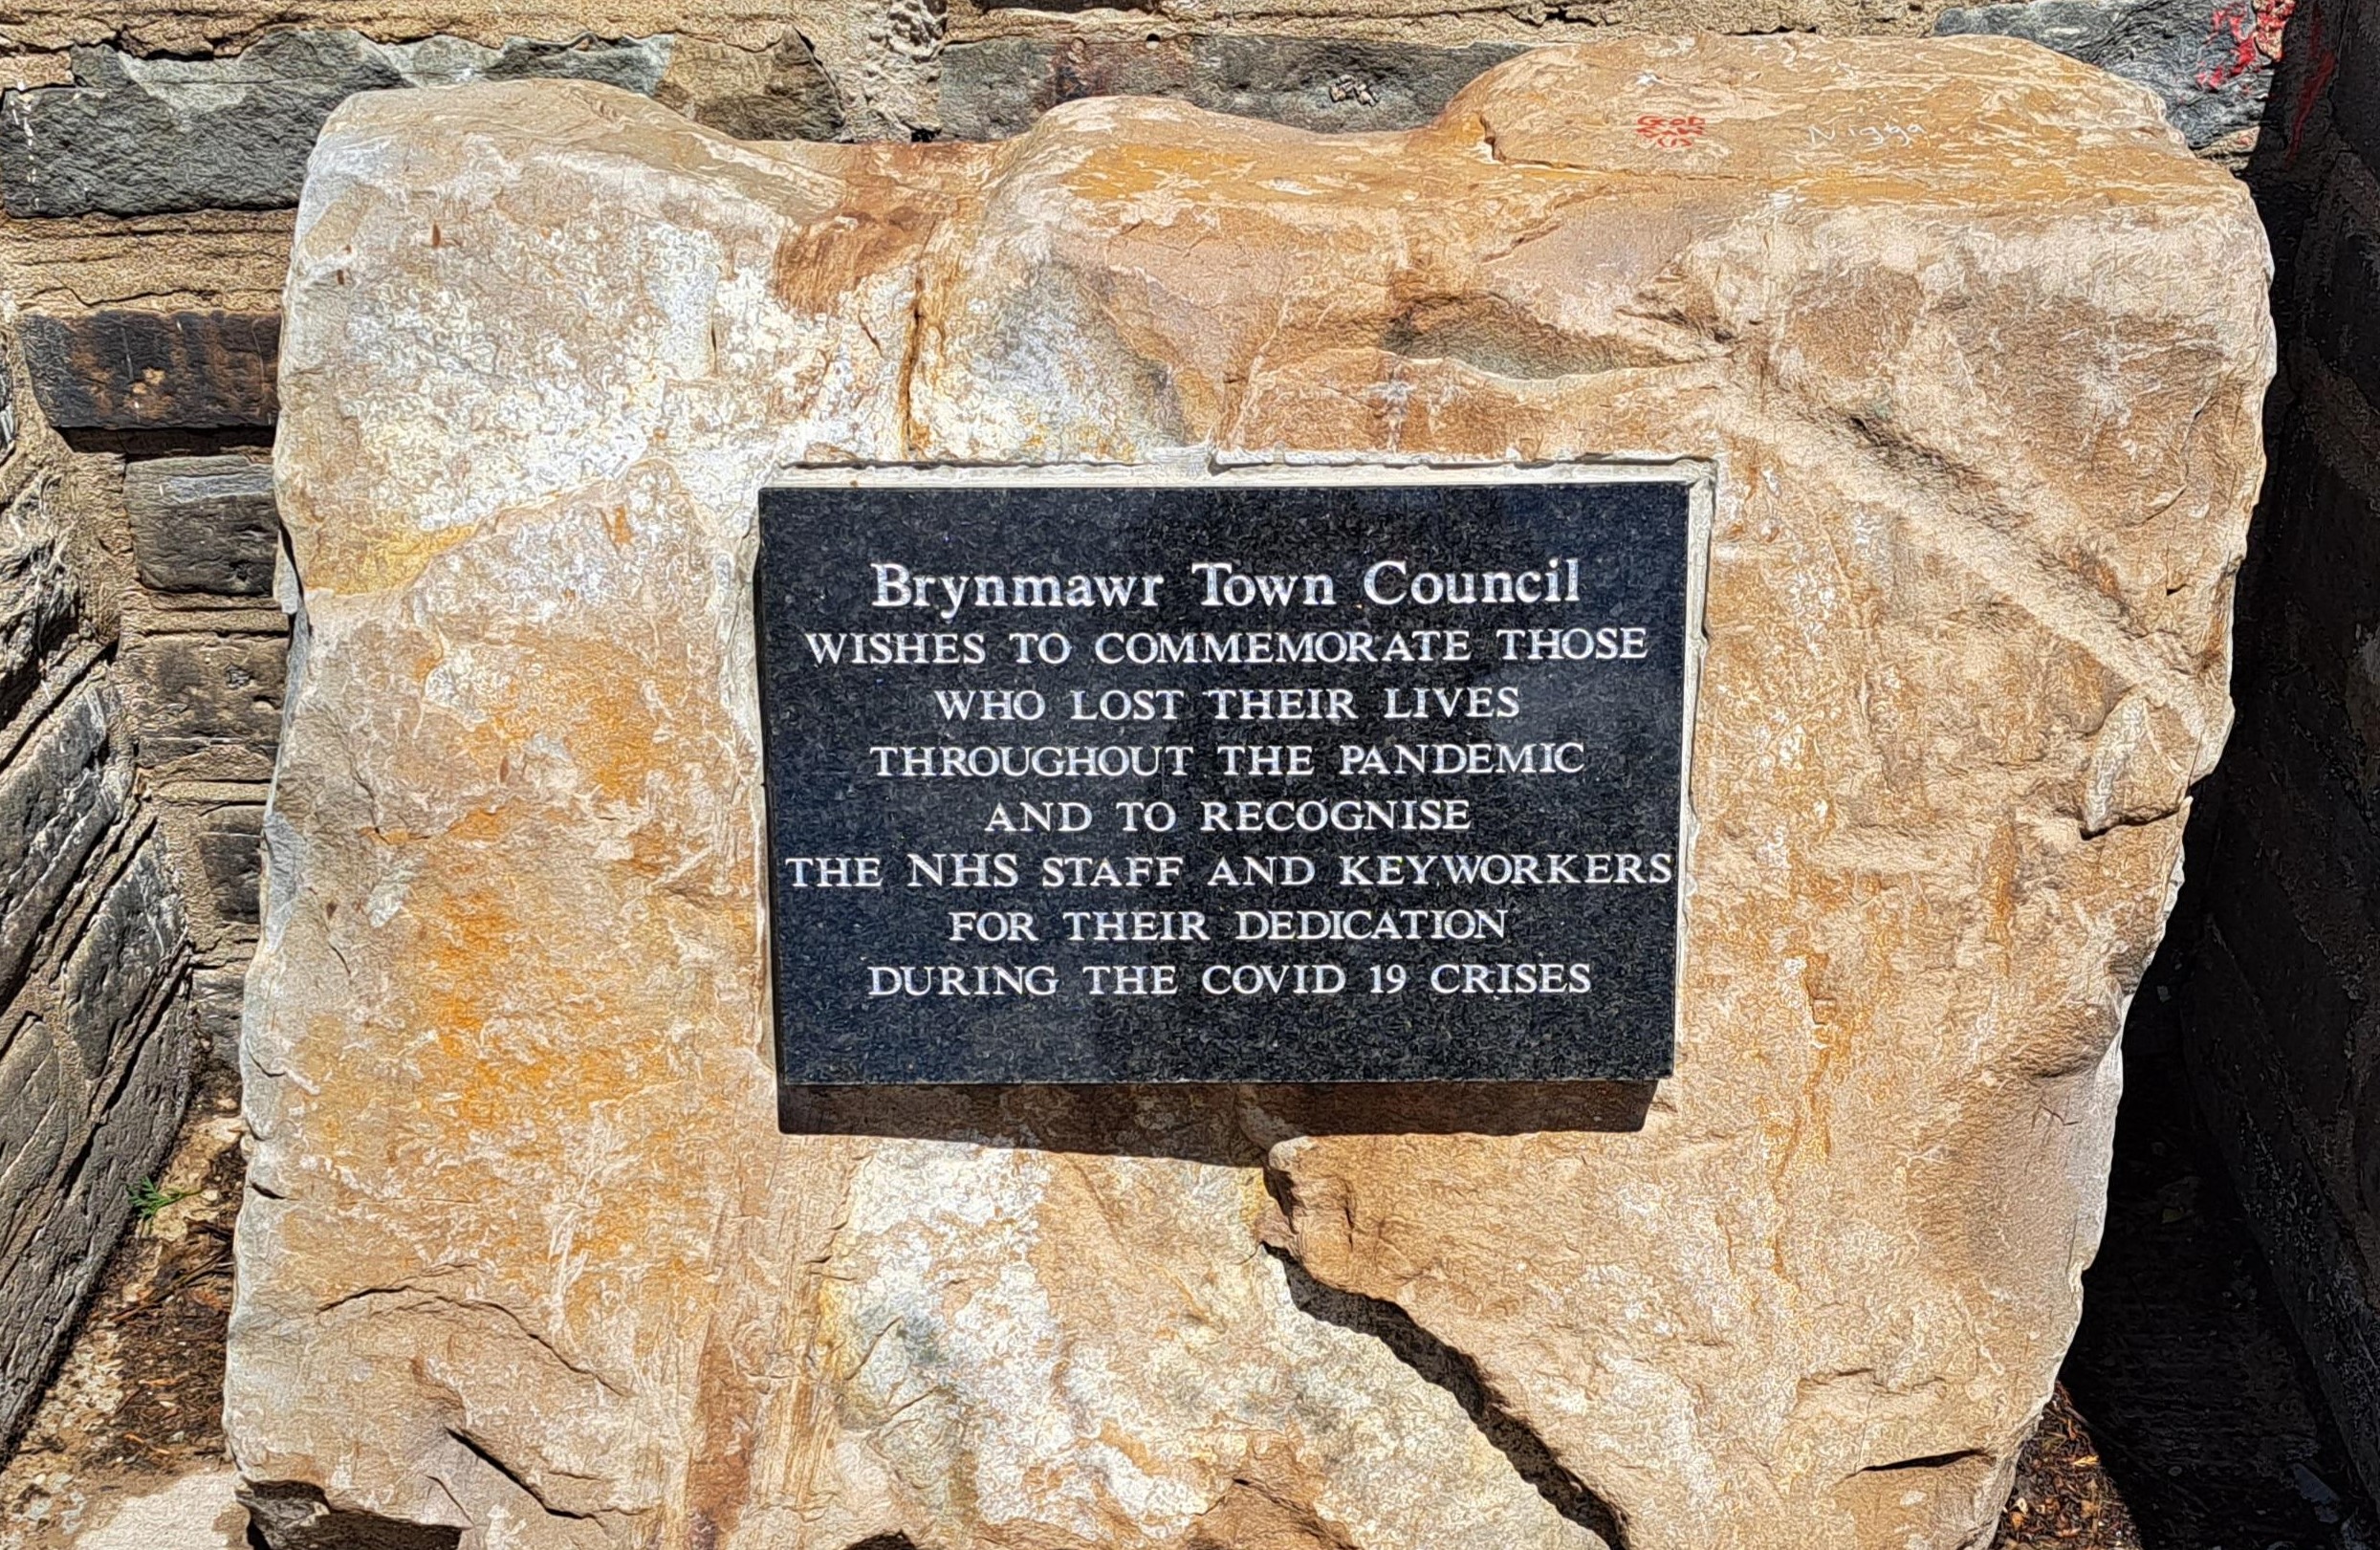 Nigga
Brynmawr Town Council
WISHES TO COMMEMORATE THOSE
WHO LOST THEIR LIVES
THROUGHOUT THE PANDEMIC
AND TO RECOGNISE
THE NHS STAFF AND KEYWORKERS
FOR THEIR DEDICATION
DURING THE COVID 19 CRISES